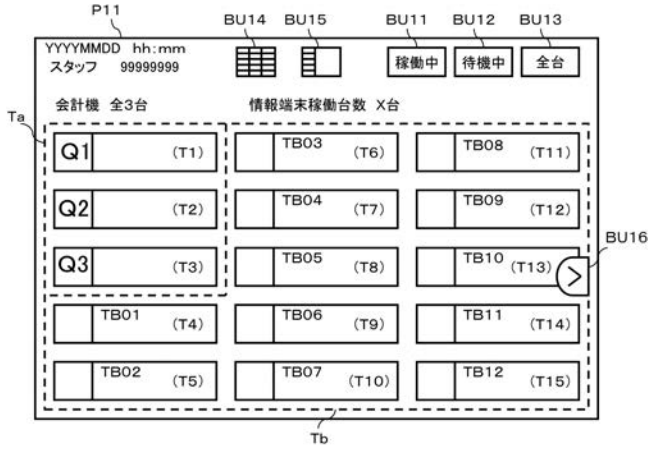 P11
BU14
BU15
BU11
BU12
BU13
YYYYMMDD hh:mm
スタッフ 99999999
稼働中
待機中
全台
会計機 全3台
情報端末稼働台数 X台
Ta
Q1 (T1)
TB03 (T6)
TB08 (T11)
Q2 (T2)
TB04 (T7)
TB09 (T12)
BU16
Q3 (T3)
TB05 (T8)
TB10 (T13)
>
TB01 (T4)
TB06 (T9)
TB11 (T14)
TB02 (T5)
TB07 (T10)
TB12 (T15)
Tb